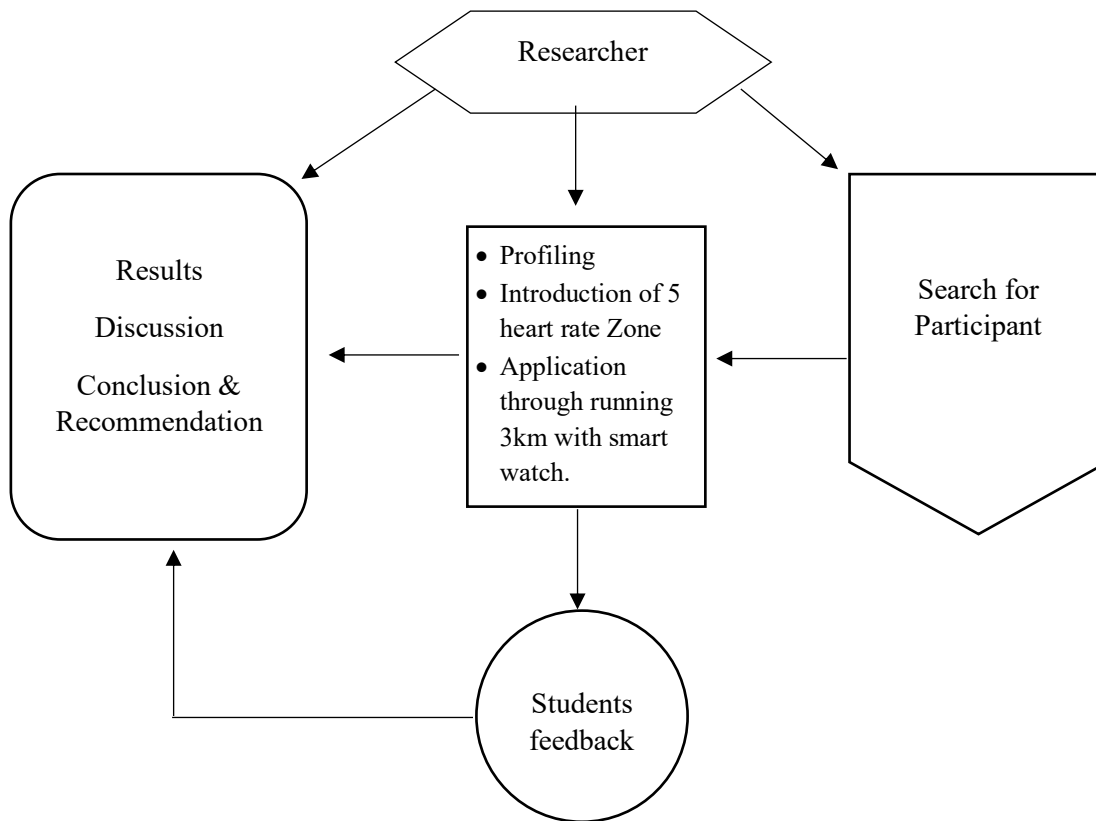 Researcher
Results
Discussion
Conclusion &
Recommendation
• Profiling
• Introduction of 5
heart rate Zone
• Application
through running
3km with smart
watch.
Search for
Participant
Students
feedback